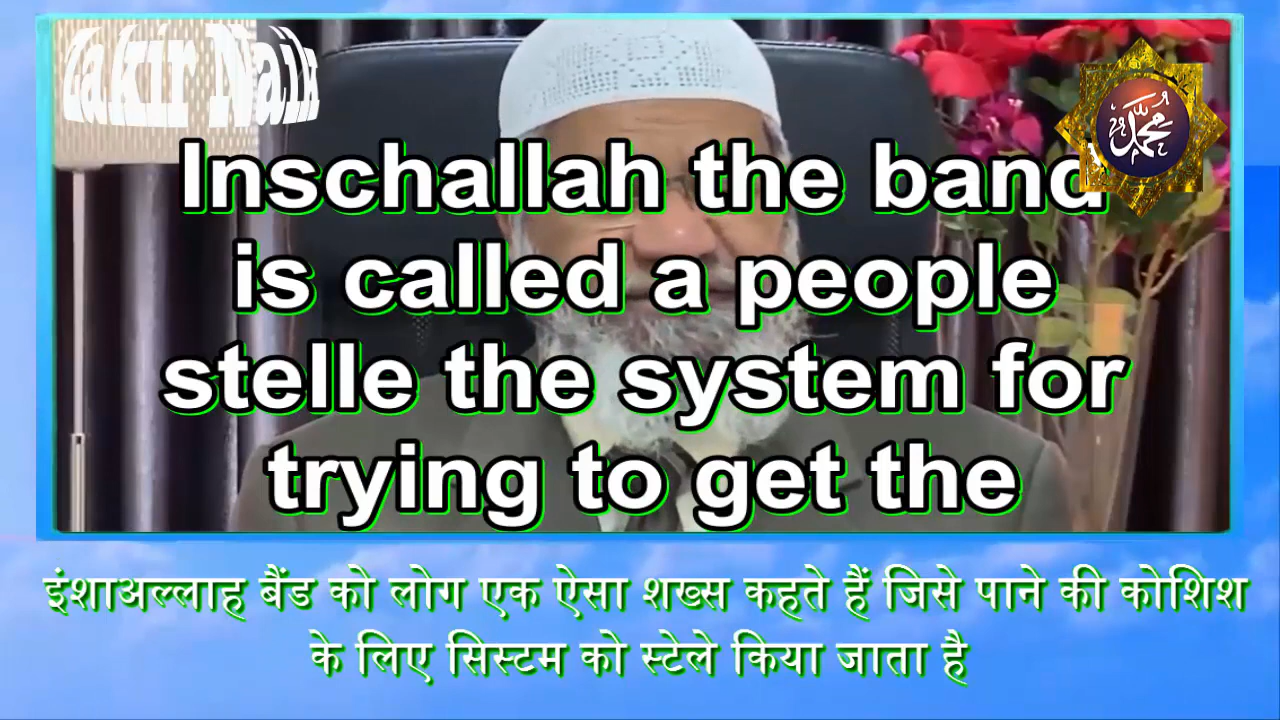 Zakir Naik
محمد
Inschallah the band
is called a people
stelle the system for
trying to get the
इंशाअल्लाह बैंड को लोग एक ऐसा शख्स कहते हैं जिसे पाने की कोशिश
के लिए सिस्टम को स्टेले किया जाता है